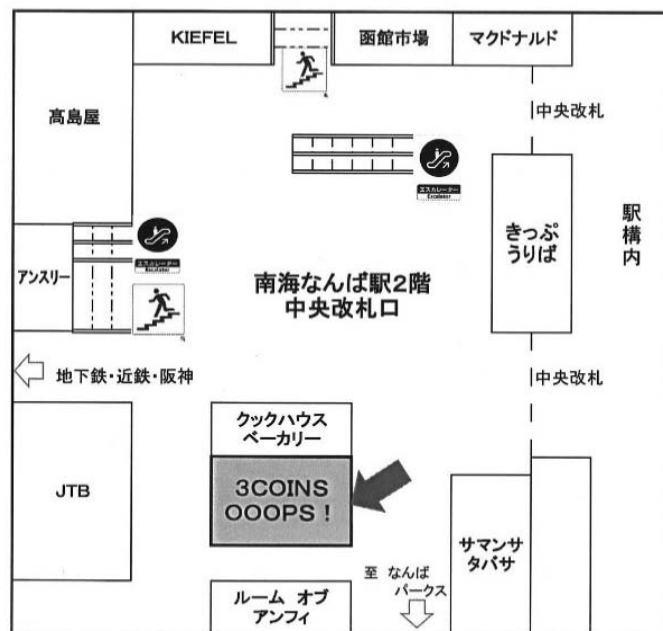 KIEFEL
函館市場
マクドナルド
髙島屋
中央改札
エスカレーター
Escalator
きっぷ
うりば
駅構内
アンスリー
エスカレーター
Escalator
南海なんば駅2階
中央改札口
地下鉄・近鉄・阪神
中央改札
クックハウス
ベーカリー
JTB
3COINS
OOOPS！
サマンサ
タバサ
至 なんば
パークス
ルーム オブ
アンフィ